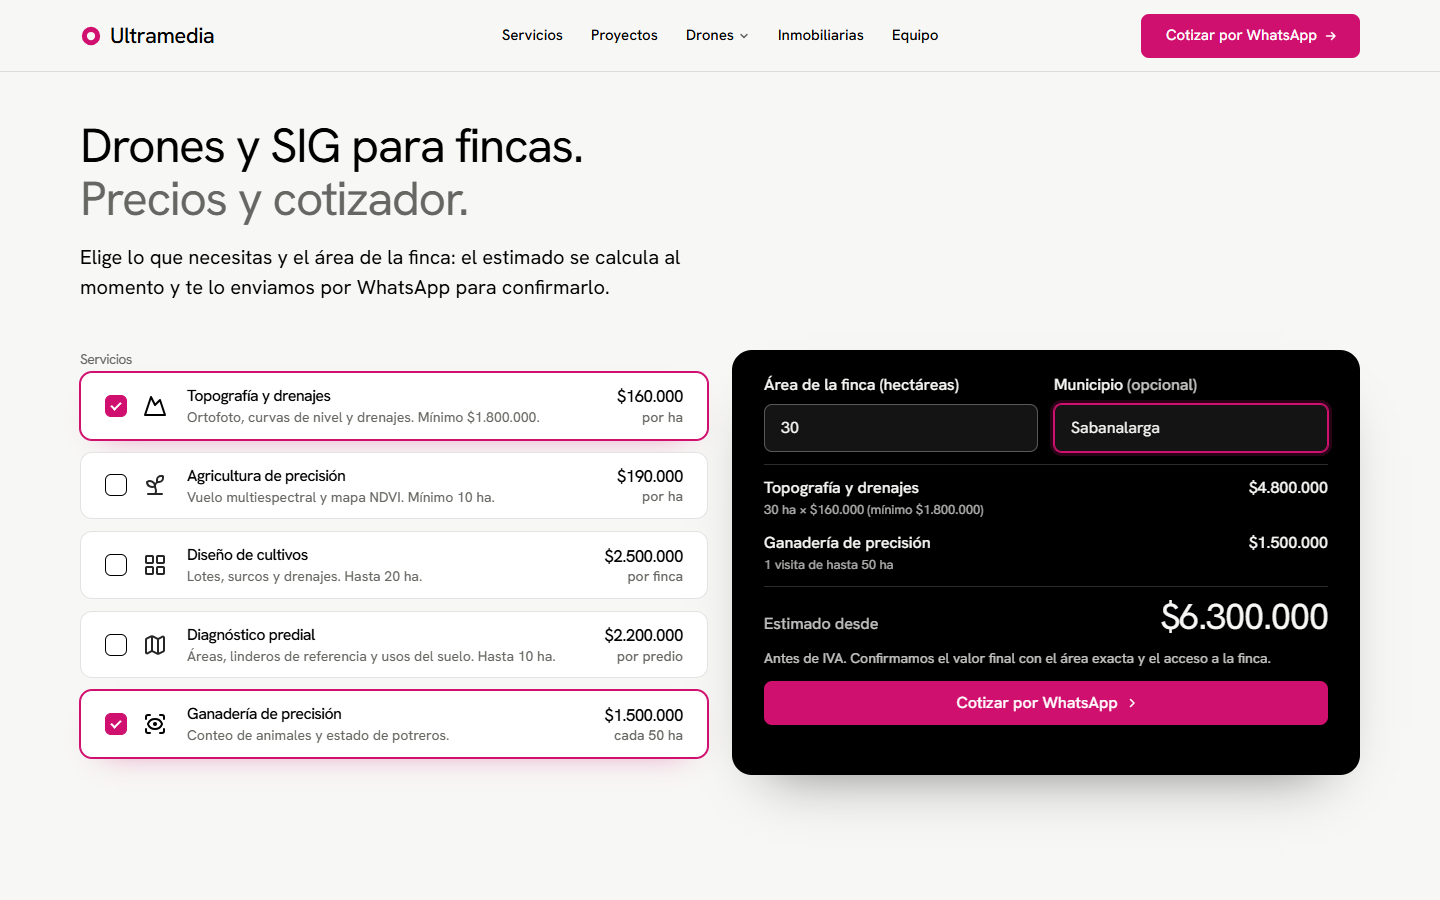 Ultramedia
Servicios
Proyectos
Drones
Inmobiliarias
Equipo
Cotizar por WhatsApp →
Drones y SIG para fincas.
Precios y cotizador.
Elige lo que necesitas y el área de la finca: el estimado se calcula al
momento y te lo enviamos por WhatsApp para confirmarlo.
Servicios
Topografía y drenajes
Ortofoto, curvas de nivel y drenajes. Mínimo $1.800.000.
$160.000
por ha
Agricultura de precisión
Vuelo multiespectral y mapa NDVI. Mínimo 10 ha.
$190.000
por ha
Diseño de cultivos
Lotes, surcos y drenajes. Hasta 20 ha.
$2.500.000
por finca
Diagnóstico predial
Áreas, linderos de referencia y usos del suelo. Hasta 10 ha.
$2.200.000
por predio
Ganadería de precisión
Conteo de animales y estado de potreros.
$1.500.000
cada 50 ha
Área de la finca (hectáreas)
30
Municipio (opcional)
Sabanalarga
Topografía y drenajes
$4.800.000
30 ha × $160.000 (mínimo $1.800.000)
Ganadería de precisión
$1.500.000
1 visita de hasta 50 ha
Estimado desde
$6.300.000
Antes de IVA. Confirmamos el valor final con el área exacta y el acceso a la finca.
Cotizar por WhatsApp ›